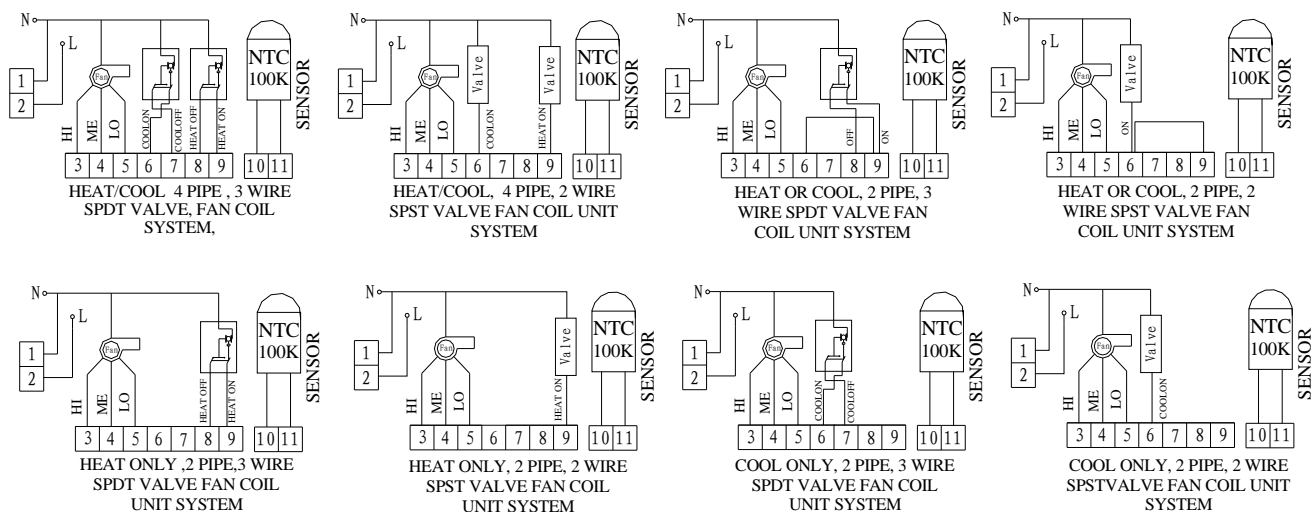 N
L
1
2
Fan
HI
ME
LO
COOLON
COOLOFF
HEAT OFF
HEAT ON
3 4 5 6 7 8 9
NTC
100K
SENSOR
10 11
HEAT/COOL 4 PIPE , 3 WIRE
SPDT VALVE, FAN COIL
SYSTEM,
N
L
1
2
Fan
Valve
Valve
HI
ME
LO
COOLON
HEAT ON
3 4 5 6 7 8 9
NTC
100K
SENSOR
10 11
HEAT/COOL, 4 PIPE, 2 WIRE
SPST VALVE FAN COIL UNIT
SYSTEM
N
L
1
2
Fan
HI
ME
LO
OFF
ON
3 4 5 6 7 8 9
NTC
100K
SENSOR
10 11
HEAT OR COOL, 2 PIPE, 3
WIRE SPDT VALVE FAN
COIL UNIT SYSTEM
N
L
1
2
Fan
Valve
HI
ME
LO
ON
3 4 5 6 7 8 9
NTC
100K
SENSOR
10 11
HEAT OR COOL, 2 PIPE, 2
WIRE SPST VALVE FAN
COIL UNIT SYSTEM
N
L
1
2
Fan
HI
ME
LO
HEAT OFF
HEAT ON
3 4 5 6 7 8 9
NTC
100K
SENSOR
10 11
HEAT ONLY ,2 PIPE,3 WIRE
SPDT VALVE FAN COIL
UNIT SYSTEM
N
L
1
2
Fan
Valve
HI
ME
LO
HEAT ON
3 4 5 6 7 8 9
NTC
100K
SENSOR
10 11
HEAT ONLY, 2 PIPE, 2 WIRE
SPST VALVE FAN COIL
UNIT SYSTEM
N
L
1
2
Fan
HI
ME
LO
COOLON
COOLOFF
3 4 5 6 7 8 9
NTC
100K
SENSOR
10 11
COOL ONLY, 2 PIPE, 3 WIRE
SPDT VALVE FAN COIL
UNIT SYSTEM
N
L
1
2
Fan
Valve
HI
ME
LO
COOLON
3 4 5 6 7 8 9
NTC
100K
SENSOR
10 11
COOL ONLY, 2 PIPE, 2 WIRE
SPSTVALVE FAN COIL UNIT
SYSTEM